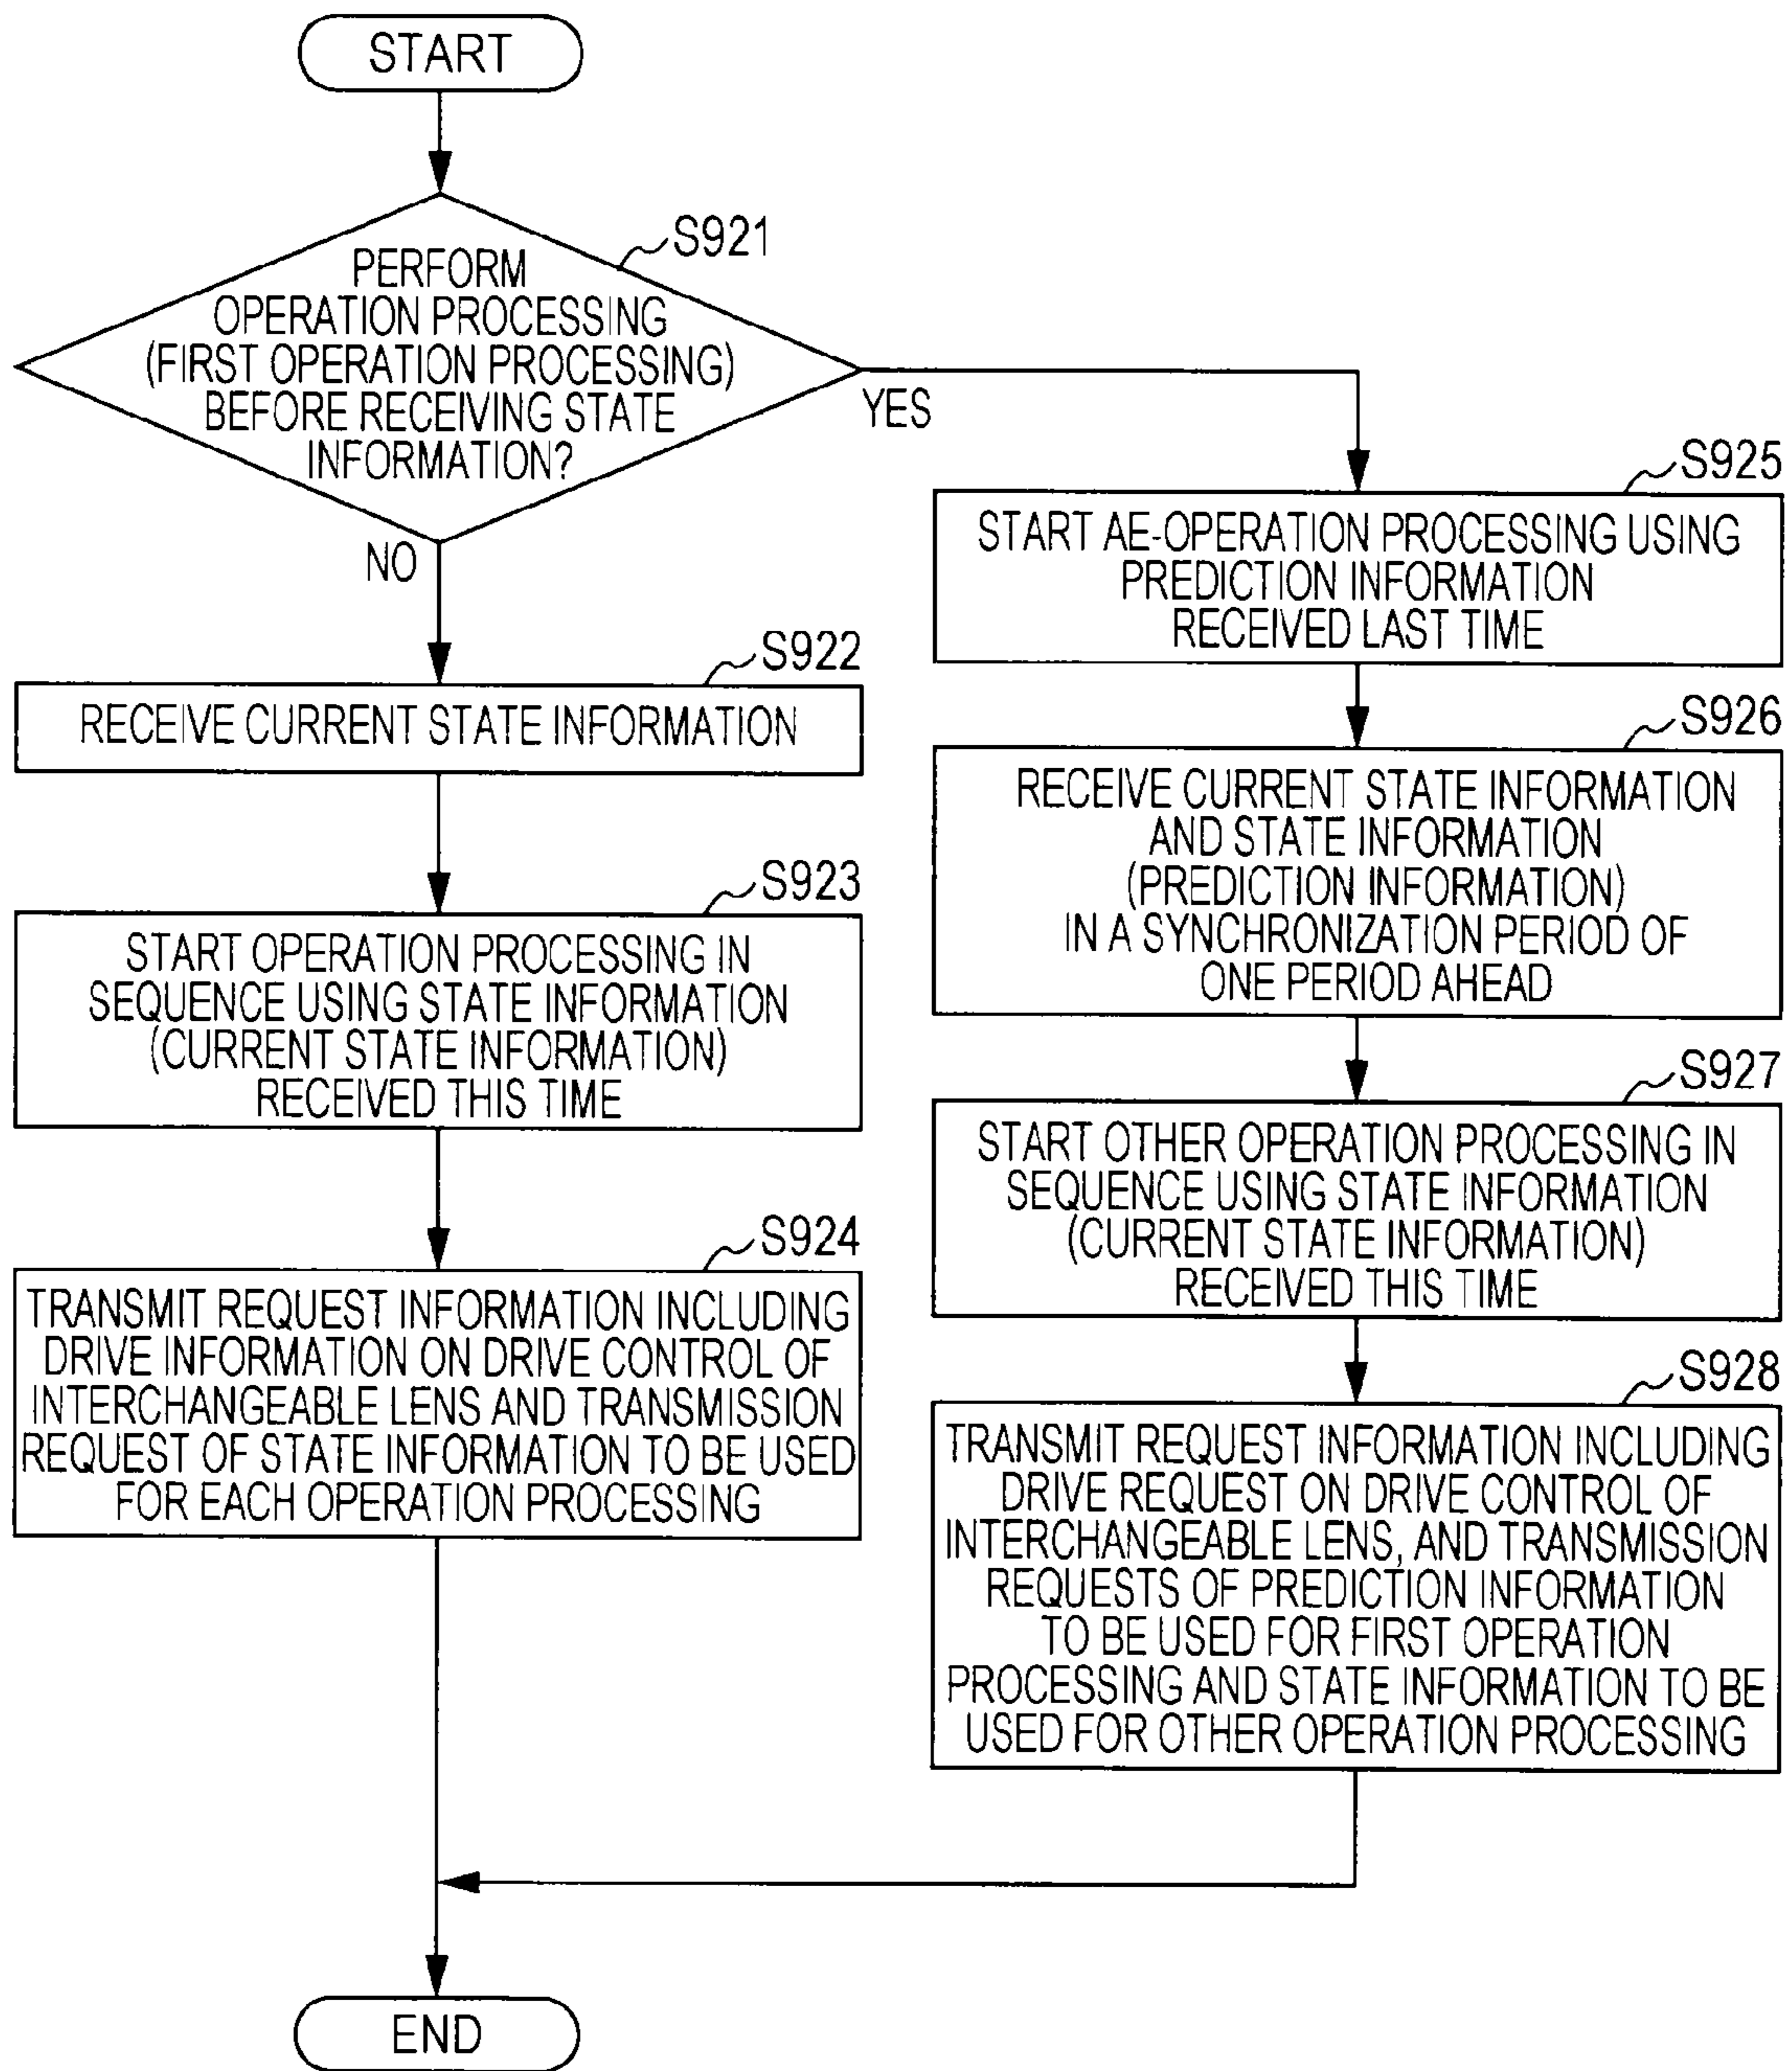 START
S921
PERFORM
OPERATION PROCESSING
(FIRST OPERATION PROCESSING)
BEFORE RECEIVING STATE
INFORMATION?
YES
NO
S922
RECEIVE CURRENT STATE INFORMATION
S923
START OPERATION PROCESSING IN
SEQUENCE USING STATE INFORMATION
(CURRENT STATE INFORMATION)
RECEIVED THIS TIME
S924
TRANSMIT REQUEST INFORMATION INCLUDING
DRIVE INFORMATION ON DRIVE CONTROL OF
INTERCHANGEABLE LENS AND TRANSMISSION
REQUEST OF STATE INFORMATION TO BE USED
FOR EACH OPERATION PROCESSING
S925
START AE-OPERATION PROCESSING USING
PREDICTION INFORMATION
RECEIVED LAST TIME
S926
RECEIVE CURRENT STATE INFORMATION
AND STATE INFORMATION
(PREDICTION INFORMATION)
IN A SYNCHRONIZATION PERIOD OF
ONE PERIOD AHEAD
S927
START OTHER OPERATION PROCESSING IN
SEQUENCE USING STATE INFORMATION
(CURRENT STATE INFORMATION)
RECEIVED THIS TIME
S928
TRANSMIT REQUEST INFORMATION INCLUDING
DRIVE REQUEST ON DRIVE CONTROL OF
INTERCHANGEABLE LENS, AND TRANSMISSION
REQUESTS OF PREDICTION INFORMATION
TO BE USED FOR FIRST OPERATION
PROCESSING AND STATE INFORMATION TO BE
USED FOR OTHER OPERATION PROCESSING
END